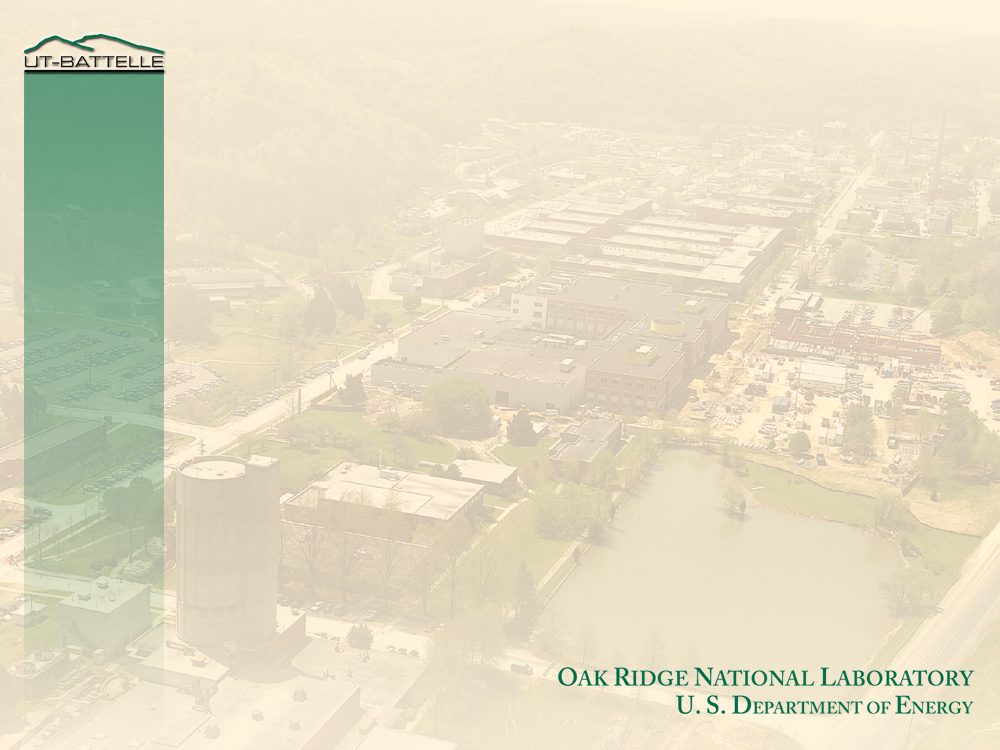 UT-BATTELLE
OAK RIDGE NATIONAL LABORATORY
U. S. DEPARTMENT OF ENERGY